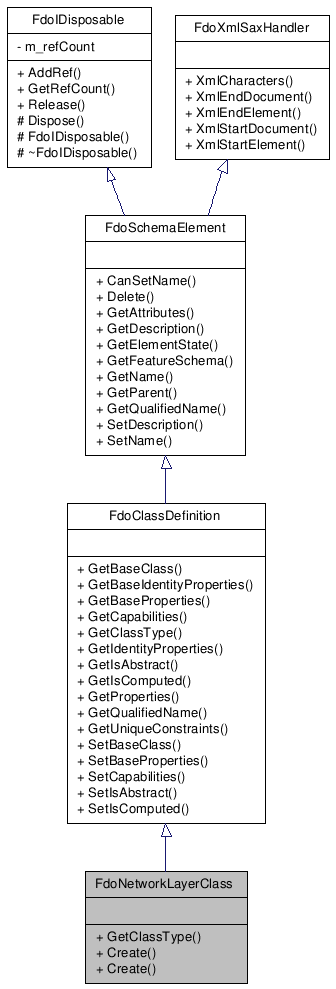 FdoIDisposable
- m_refCount
+ AddRef()
+ GetRefCount()
+ Release()
# Dispose()
# FdoIDisposable()
# ~FdoIDisposable()
FdoXmlSaxHandler
+ XmlCharacters()
+ XmlEndDocument()
+ XmlEndElement()
+ XmlStartDocument()
+ XmlStartElement()
FdoSchemaElement
+ CanSetName()
+ Delete()
+ GetAttributes()
+ GetDescription()
+ GetElementState()
+ GetFeatureSchema()
+ GetName()
+ GetParent()
+ GetQualifiedName()
+ SetDescription()
+ SetName()
FdoClassDefinition
+ GetBaseClass()
+ GetBaseIdentityProperties()
+ GetBaseProperties()
+ GetCapabilities()
+ GetClassType()
+ GetIdentityProperties()
+ GetIsAbstract()
+ GetIsComputed()
+ GetProperties()
+ GetQualifiedName()
+ GetUniqueConstraints()
+ SetBaseClass()
+ SetBaseProperties()
+ SetCapabilities()
+ SetIsAbstract()
+ SetIsComputed()
FdoNetworkLayerClass
+ GetClassType()
+ Create()
+ Create()